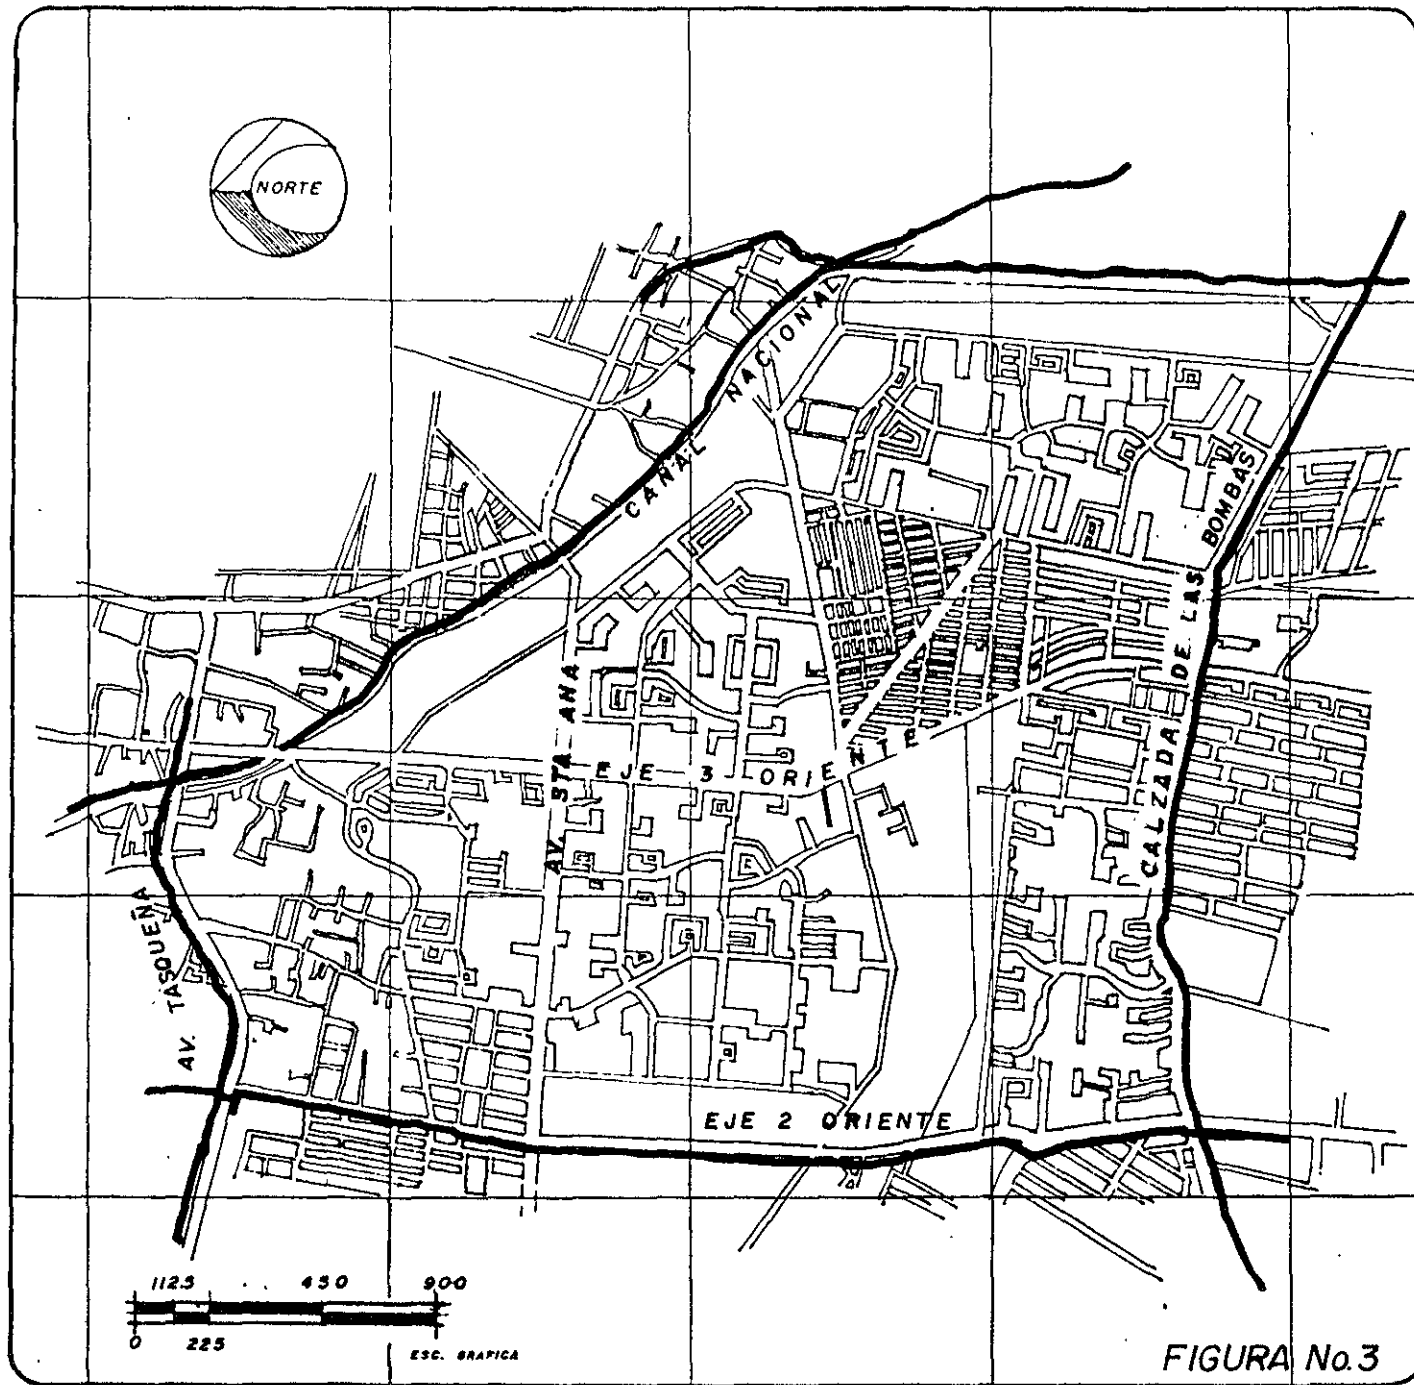 NORTE
CANAL NACIONAL
CALZADA DE LAS BOMBAS
AV. STA ANA
EJE 3 ORIENTE
AV. TASQUEÑA
EJE 2 ORIENTE
112.5 450 900
0 225
ESC. GRAFICA
FIGURA No.3